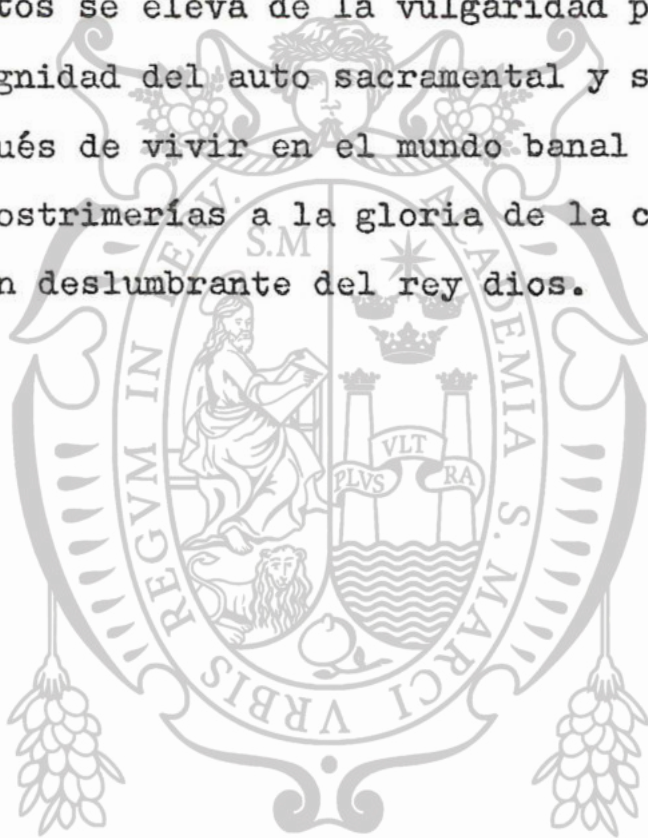 tos se eleva de la vulgaridad p
gnidad del auto sacramental y s
ués de vivir en el mundo banal
ostrimerías a la gloria de la c
n deslumbrante del rey dios.
S.M
ACADEMIA S. MARCI VRBIS REGVM IN PERV.
PLVS VLT RA